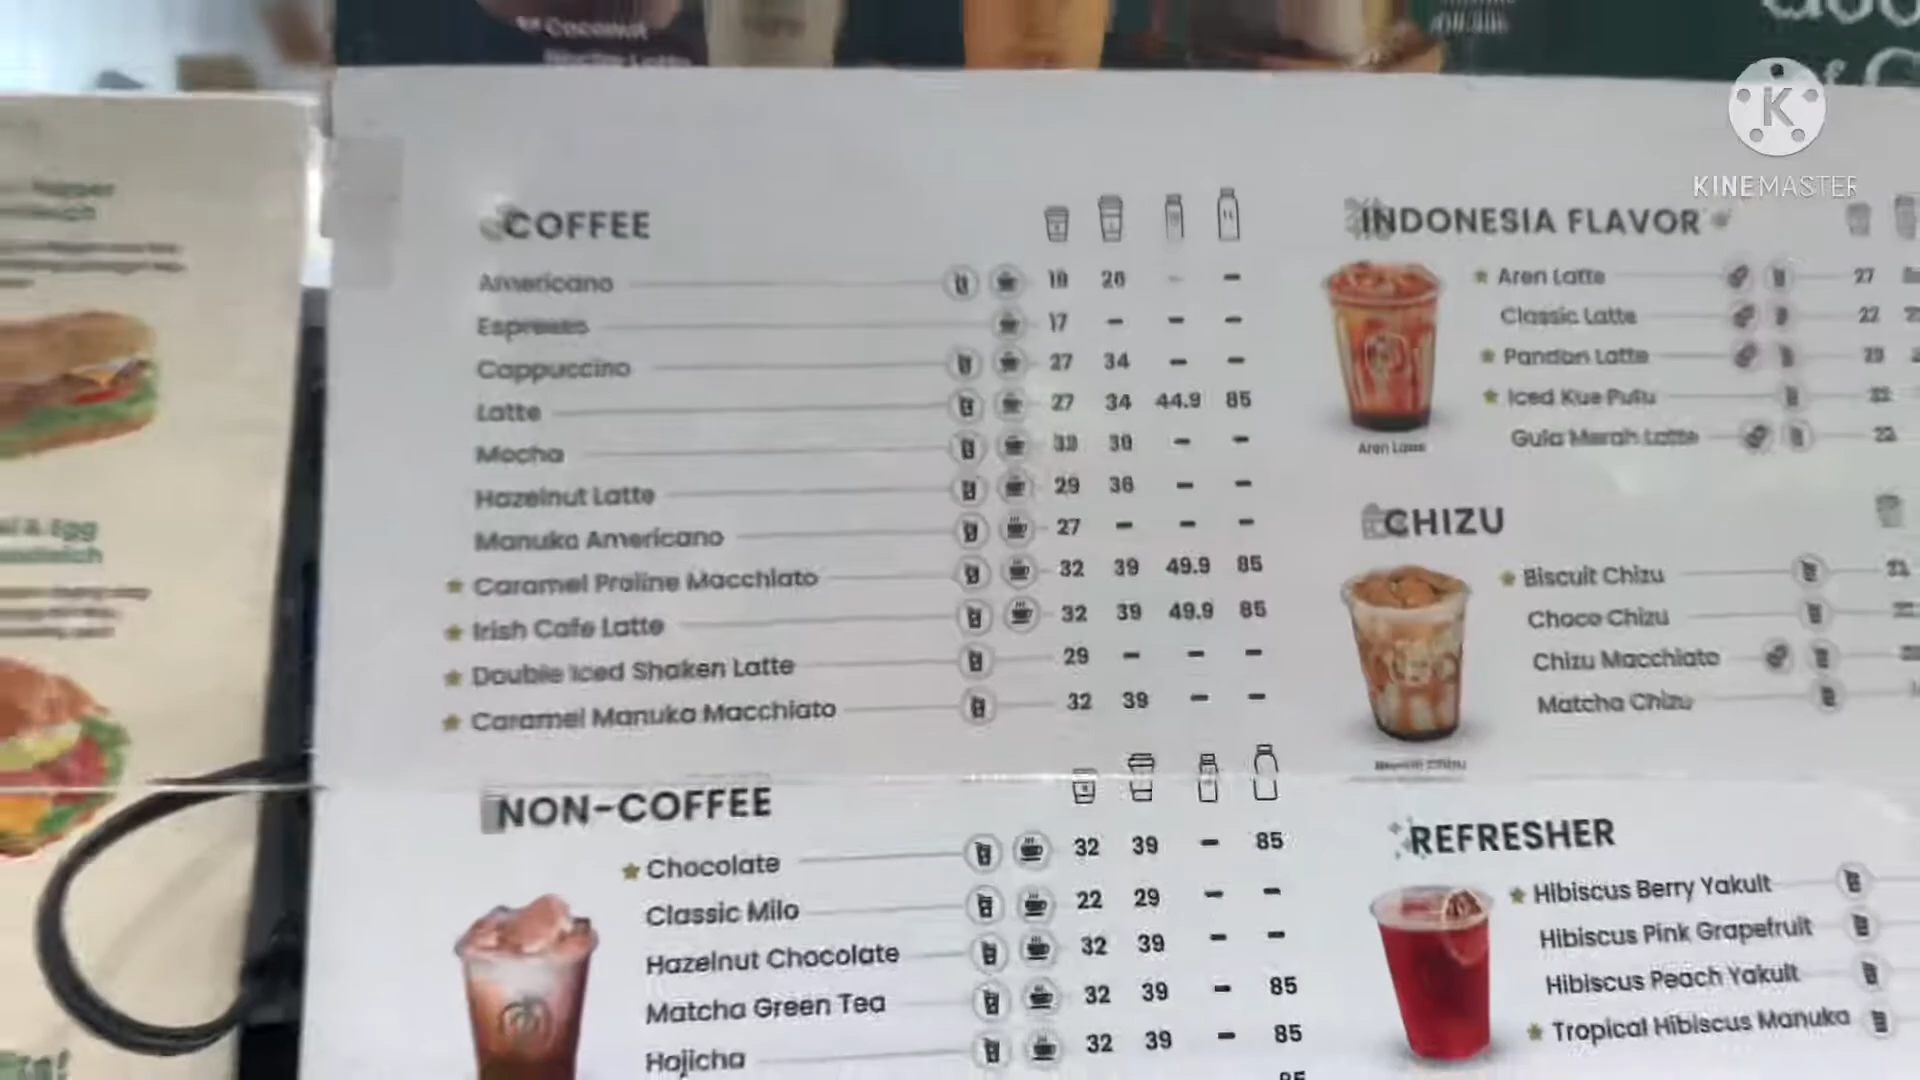 Coconut
KINEMASTER
COFFEE
Americano 19 26 - -
Espresso 17 - - -
Cappuccino 27 34 - -
Latte 27 34 44.9 85
Mocha - -
Hazelnut Latte 29 36 - -
Manuka Americano 27 - - -
Caramel Praline Macchiato 32 39 49.9 85
Irish Cafe Latte 32 39 49.9 85
Double Iced Shaken Latte 29 - - -
Caramel Manuka Macchiato 32 39 - -
NON-COFFEE
Chocolate 32 39 - 85
Classic Milo 22 29 - -
Hazelnut Chocolate 32 39 - -
Matcha Green Tea 32 39 - 85
Hojicha 32 39 - 85
INDONESIA FLAVOR
Aren Latte 27
Classic Latte 22
Pandan Latte
Iced Kue Putu
Gula Merah Latte
Aren Latte
CHIZU
Biscuit Chizu
Choco Chizu
Chizu Macchiato
Matcha Chizu
Biscuit Chizu
REFRESHER
Hibiscus Berry Yakult
Hibiscus Pink Grapefruit
Hibiscus Peach Yakult
Tropical Hibiscus Manuka